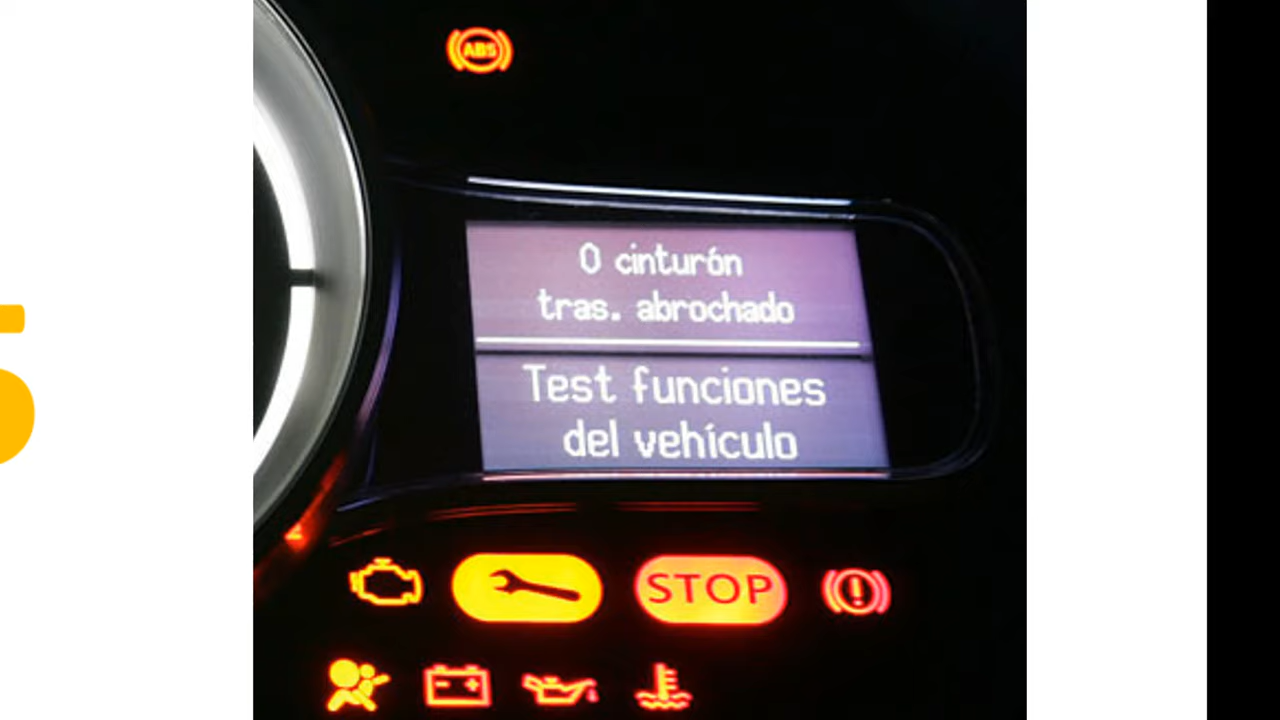 ABS
0 cinturón
tras. abrochado
Test funciones
del vehículo
STOP